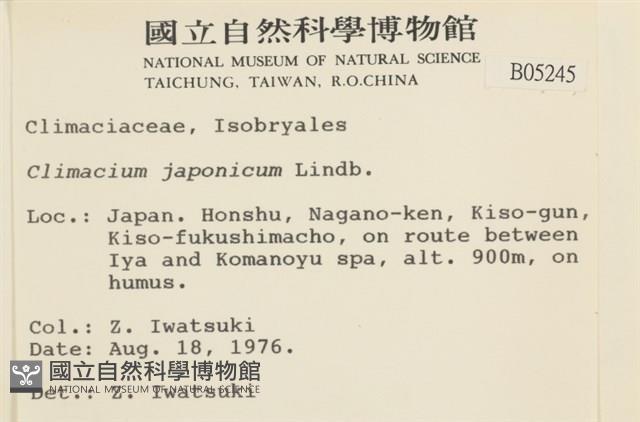 國立自然科學博物館
NATIONAL MUSEUM OF NATURAL SCIENCE
TAICHUNG, TAIWAN, R.O.CHINA
B05245
Climaciaceae, Isobryales
Climacium japonicum Lindb.
Loc.: Japan. Honshu, Nagano-ken, Kiso-gun,
Kiso-fukushimacho, on route between
Iya and Komanoyu spa, alt. 900m, on
humus.
Col.: Z. Iwatsuki
Date: Aug. 18, 1976.
國立自然科學博物館
NATIONAL MUSEUM OF NATURAL SCIENCE
Det.: Z. Iwatsuki